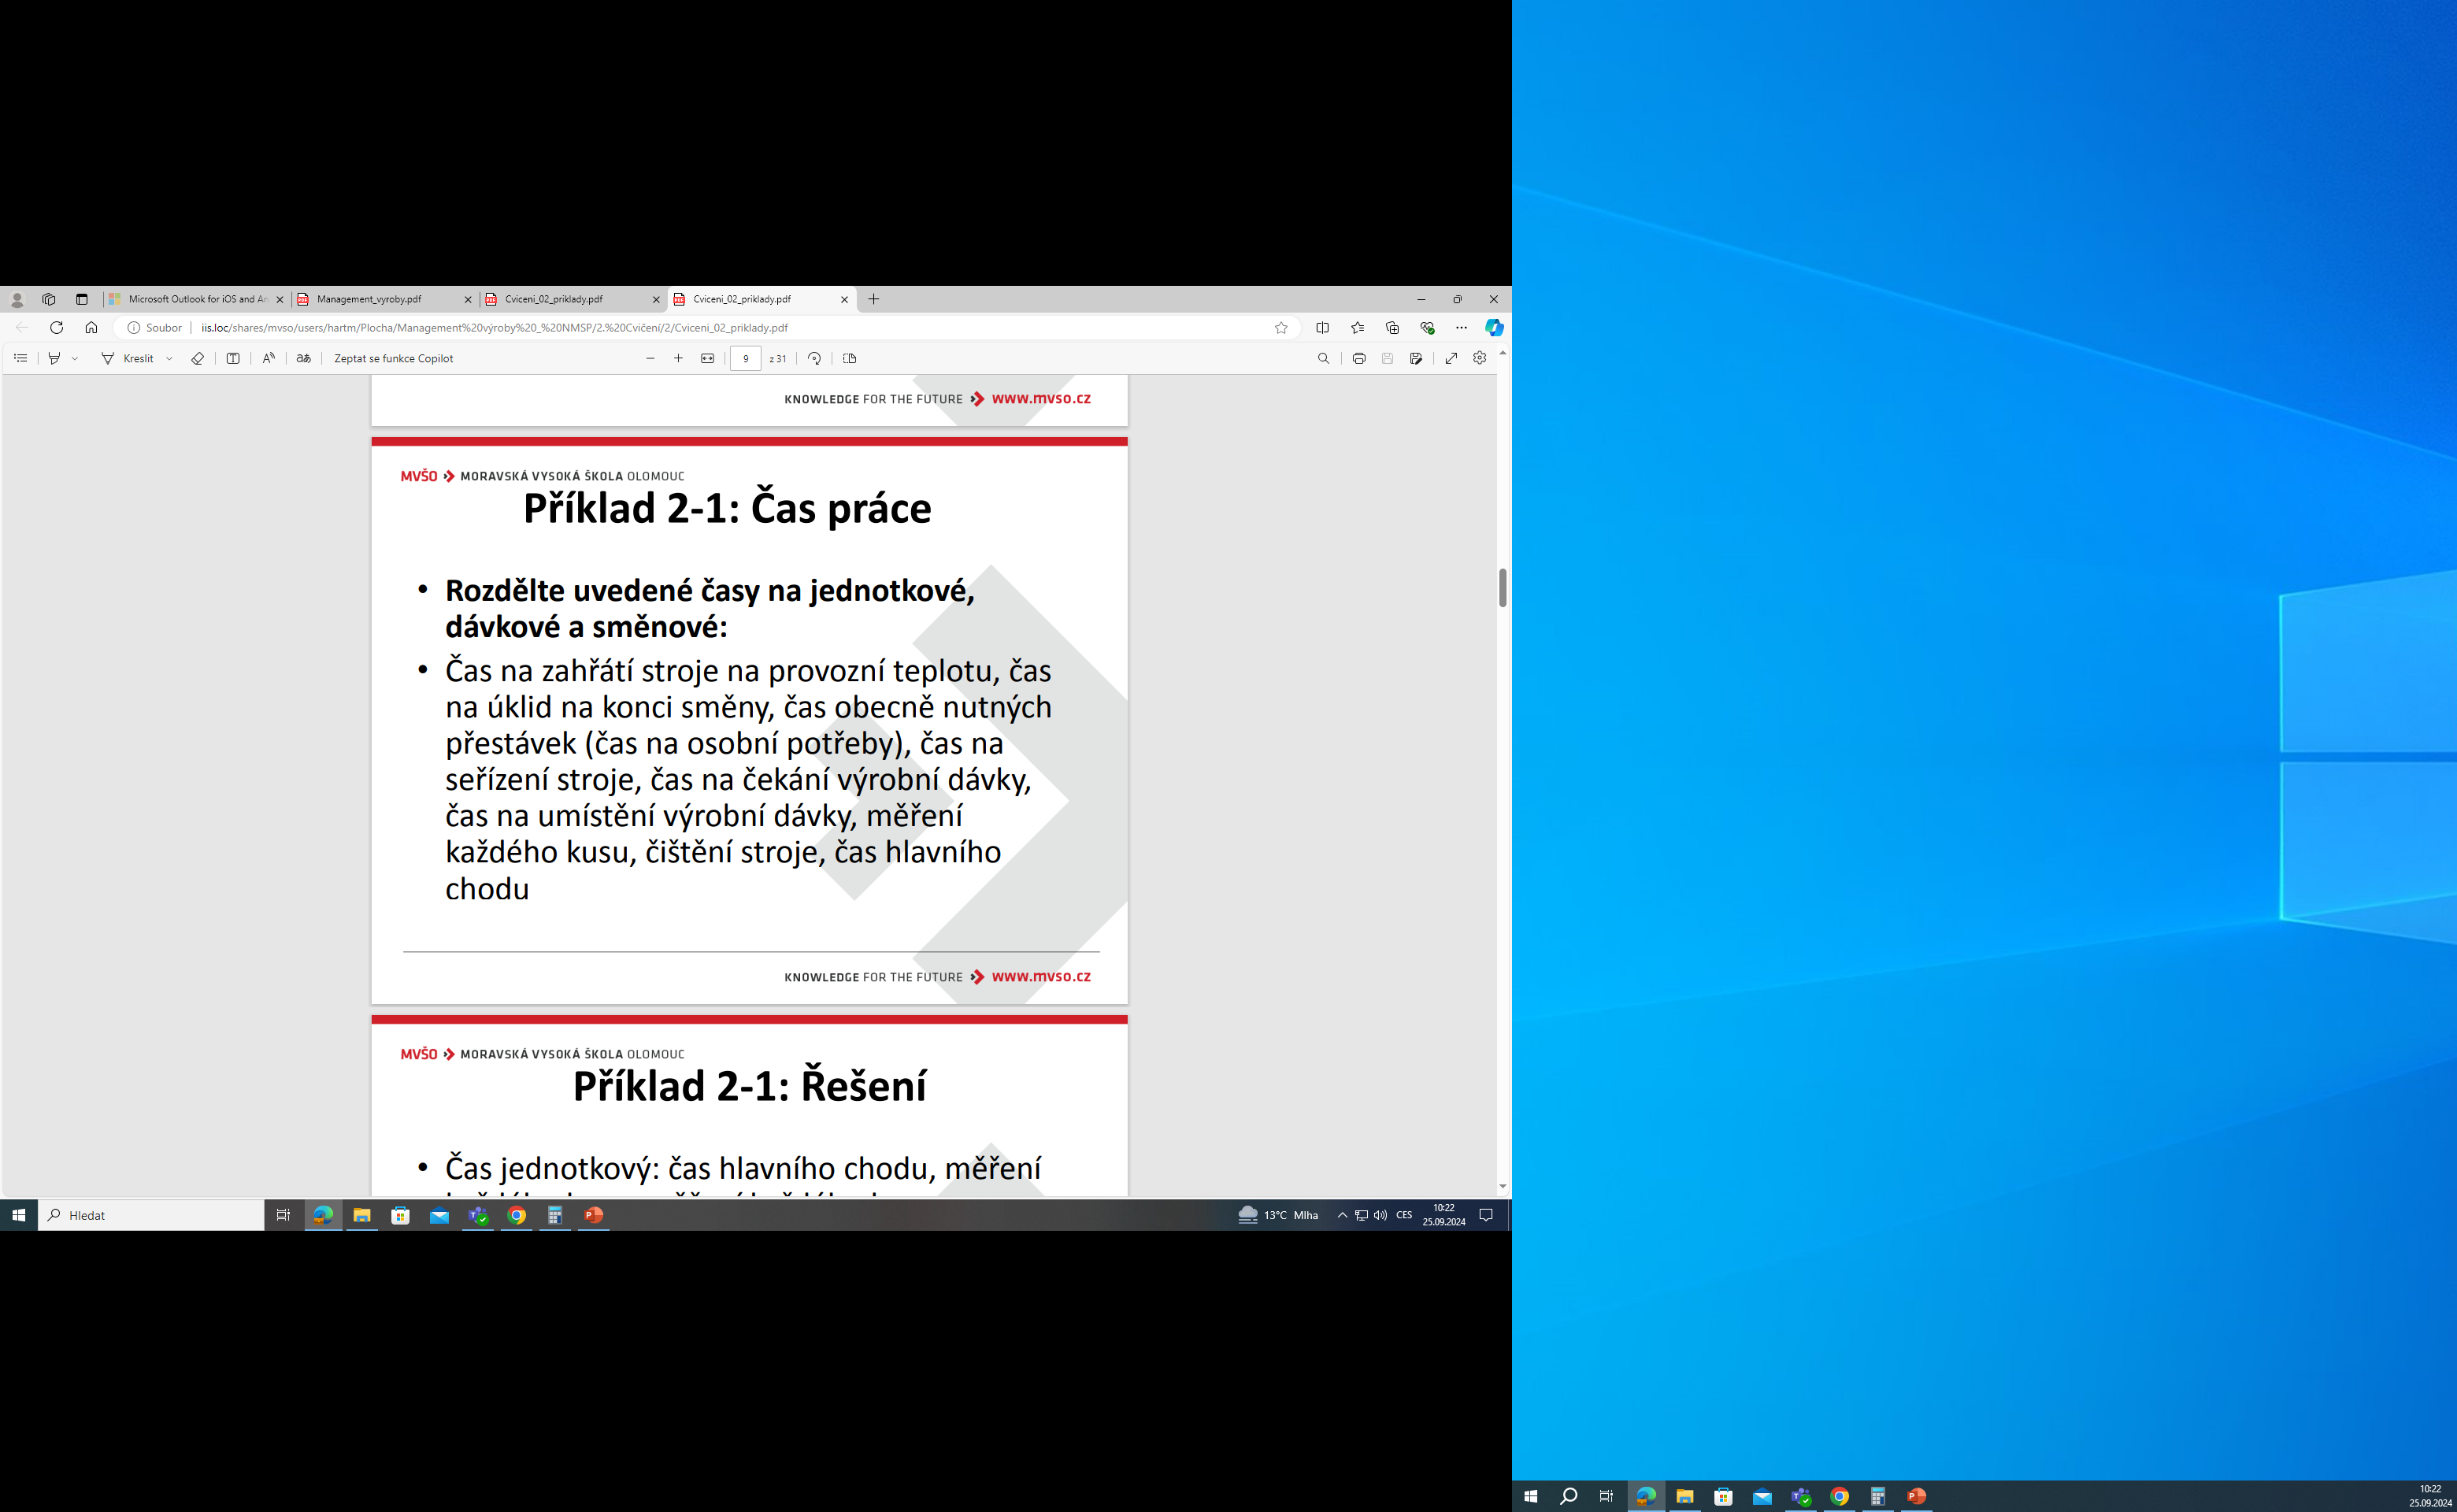 Microsoft Outlook for iOS and An
Management_vyroby.pdf
Cviceni_02_priklady.pdf
Cviceni_02_priklady.pdf
Soubor
iis.loc/shares/mvso/users/hartm/Plocha/Management%20výroby%20_%20NMSP/2.%20Cvičení/2/Cviceni_02_priklady.pdf
Kreslit
Zeptat se funkce Copilot
9
z 31
KNOWLEDGE FOR THE FUTURE www.mvso.cz
MVŠO MORAVSKÁ VYSOKÁ ŠKOLA OLOMOUC
Příklad 2-1: Čas práce
• Rozdělte uvedené časy na jednotkové,
dávkové a směnové:
• Čas na zahřátí stroje na provozní teplotu, čas
na úklid na konci směny, čas obecně nutných
přestávek (čas na osobní potřeby), čas na
seřízení stroje, čas na čekání výrobní dávky,
čas na umístění výrobní dávky, měření
každého kusu, čištění stroje, čas hlavního
chodu
KNOWLEDGE FOR THE FUTURE www.mvso.cz
MVŠO MORAVSKÁ VYSOKÁ ŠKOLA OLOMOUC
Příklad 2-1: Řešení
• Čas jednotkový: čas hlavního chodu, měření
Hledat
13°C Mlha
CES
10:22
25.09.2024
10:22
25.09.2024